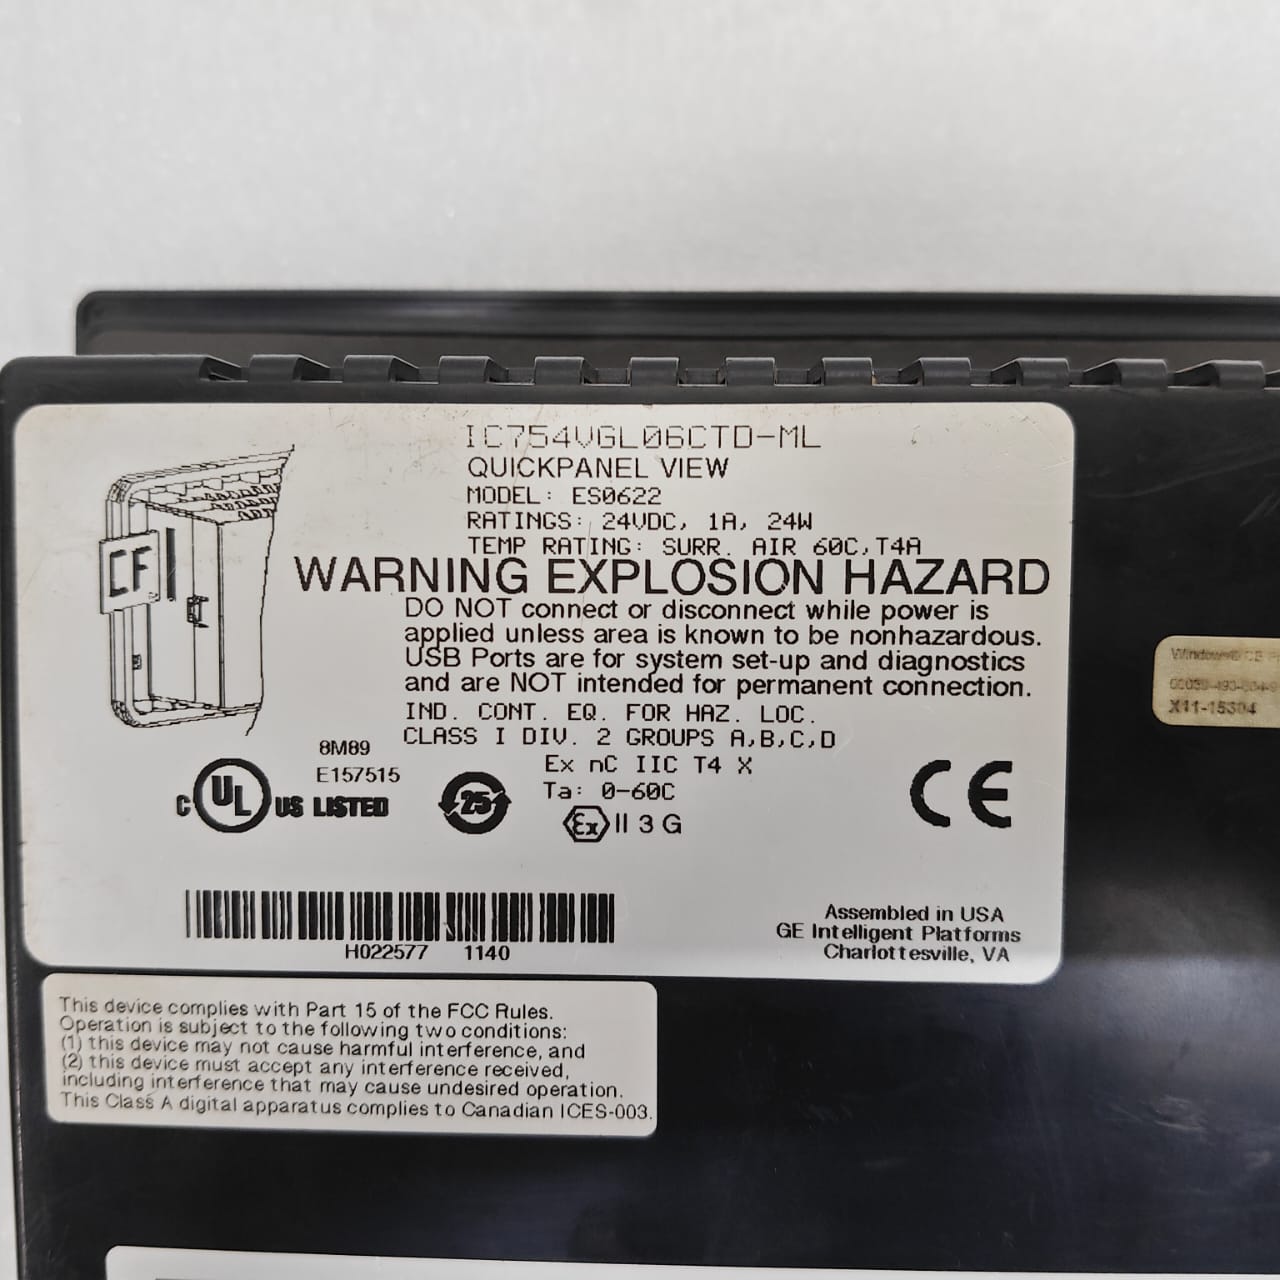 IC754VGL06CTD-ML
QUICKPANEL VIEW
MODEL: ES0622
RATINGS: 24VDC, 1A, 24W
TEMP RATING: SURR. AIR 60C,T4A
WARNING EXPLOSION HAZARD
DO NOT connect or disconnect while power is
applied unless area is known to be nonhazardous.
USB Ports are for system set-up and diagnostics
and are NOT intended for permanent connection.
IND. CONT. EQ. FOR HAZ. LOC.
CLASS I DIV. 2 GROUPS A,B,C,D
Ex nC IIC T4 X
Ta: 0-60C
Ex II 3 G
CF
8M89
E157515
C UL US LISTED
25
CE
H022577 1140
Assembled in USA
GE Intelligent Platforms
Charlottesville, VA
This device complies with Part 15 of the FCC Rules.
Operation is subject to the following two conditions:
(1) this device may not cause harmful interference, and
(2) this device must accept any interference received,
including interference that may cause undesired operation.
This Class A digital apparatus complies to Canadian ICES-003.
Windows® CE
X11-15304